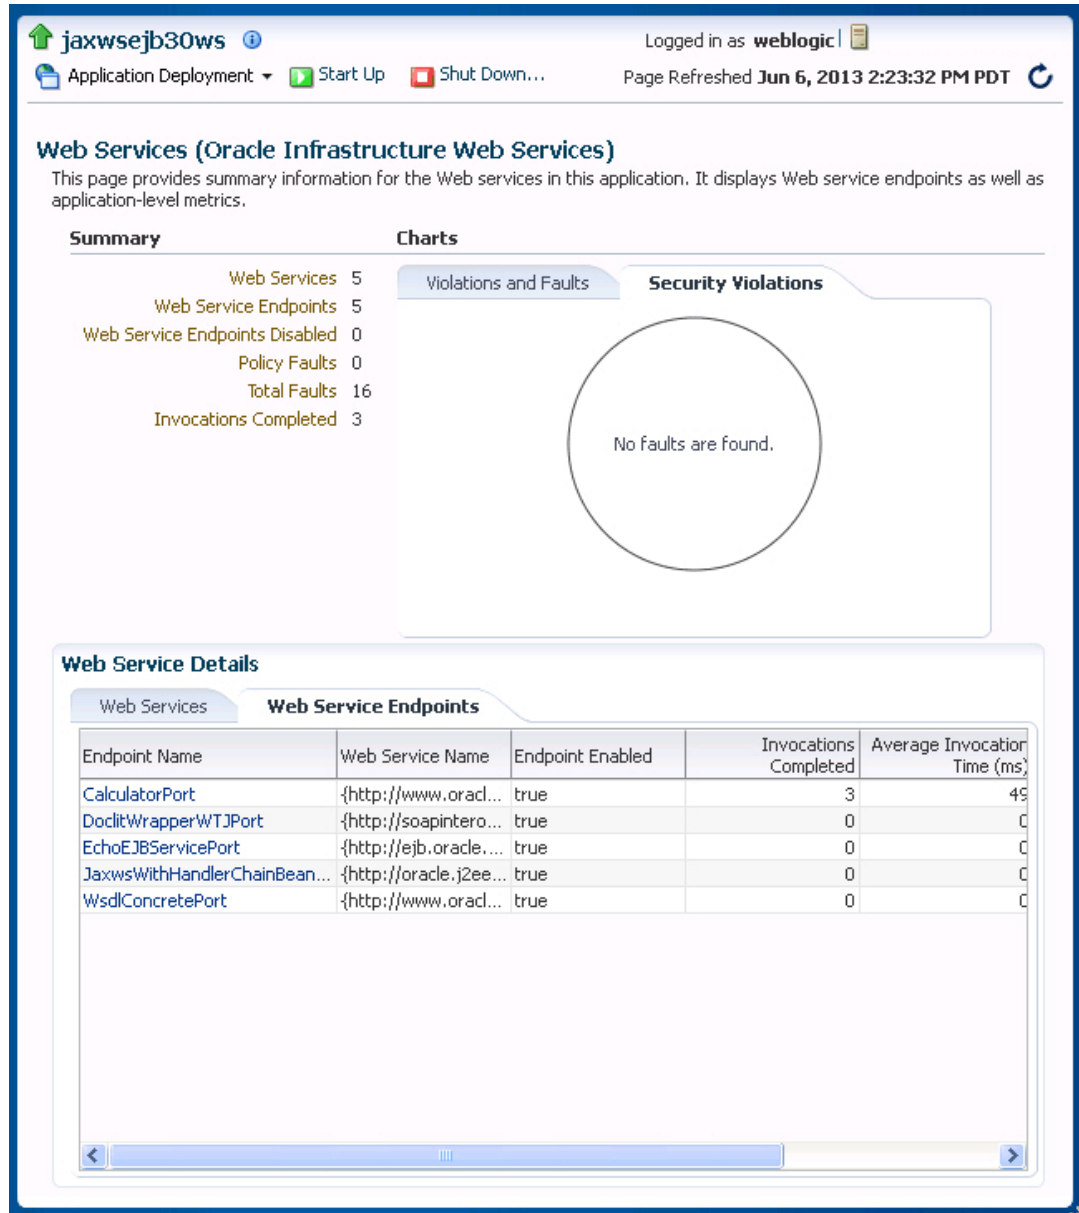 jaxwsejb30ws
Logged in as weblogic
Application Deployment Start Up Shut Down...
Page Refreshed Jun 6, 2013 2:23:32 PM PDT
Web Services (Oracle Infrastructure Web Services)
This page provides summary information for the Web services in this application. It displays Web service endpoints as well as
application-level metrics.
Summary
Web Services 5
Web Service Endpoints 5
Web Service Endpoints Disabled 0
Policy Faults 0
Total Faults 16
Invocations Completed 3
Charts
Violations and Faults Security Violations
No faults are found.
Web Service Details
Web Services Web Service Endpoints
Endpoint Name Web Service Name Endpoint Enabled Invocations Completed Average Invocation Time (ms)
CalculatorPort {http://www.oracl... true 3 49
DoclitWrapperWTJPort {http://soapintero... true 0 0
EchoEJBServicePort {http://ejb.oracle.... true 0 0
JaxwsWithHandlerChainBean... {http://oracle.j2ee... true 0 0
WsdlConcretePort {http://www.oracl... true 0 0